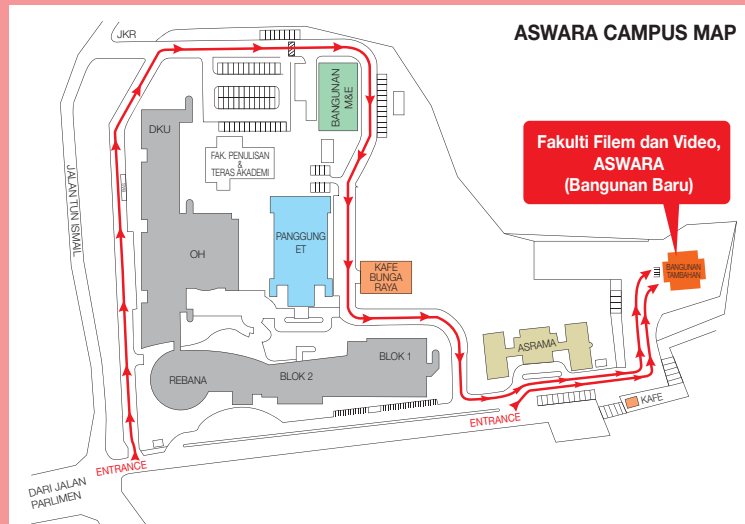 ASWARA CAMPUS MAP
JKR
BANGUNAN
M&E
DKU
FAK. PENULISAN
&
TERAS AKADEMI
Fakulti Filem dan Video,
ASWARA
(Bangunan Baru)
JALAN TUN ISMAIL
PANGGUNG
ET
OH
KAFE
BUNGA
RAYA
BANGUNAN
TAMBAHAN
ASRAMA
BLOK 1
BLOK 2
REBANA
KAFE
ENTRANCE
ENTRANCE
DARI JALAN
PARLIMEN